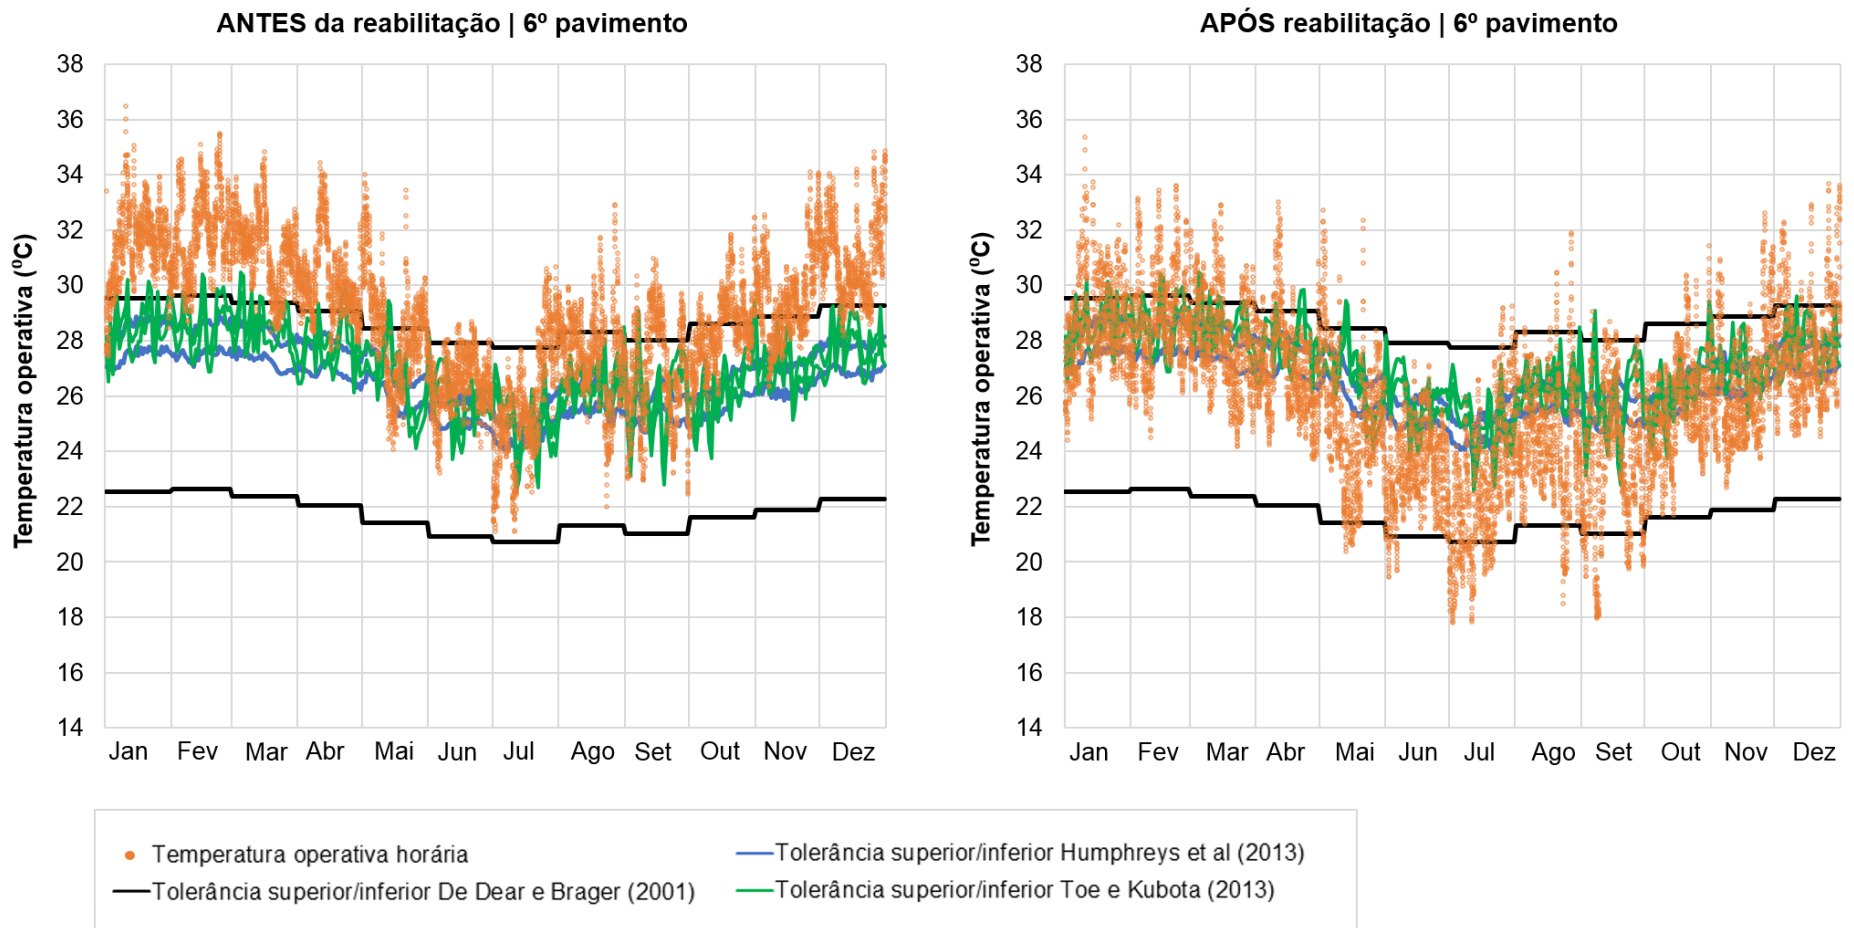 ANTES da reabilitação | 6º pavimento
38
36
34
32
30
28
26
24
22
20
18
16
14
Temperatura operativa (⁰C)
Jan Fev Mar Abr Mai Jun Jul Ago Set Out Nov Dez
APÓS reabilitação | 6º pavimento
38
36
34
32
30
28
26
24
22
20
18
16
14
Temperatura operativa (⁰C)
Jan Fev Mar Abr Mai Jun Jul Ago Set Out Nov Dez
Temperatura operativa horária
Tolerância superior/inferior Humphreys et al (2013)
Tolerância superior/inferior De Dear e Brager (2001)
Tolerância superior/inferior Toe e Kubota (2013)